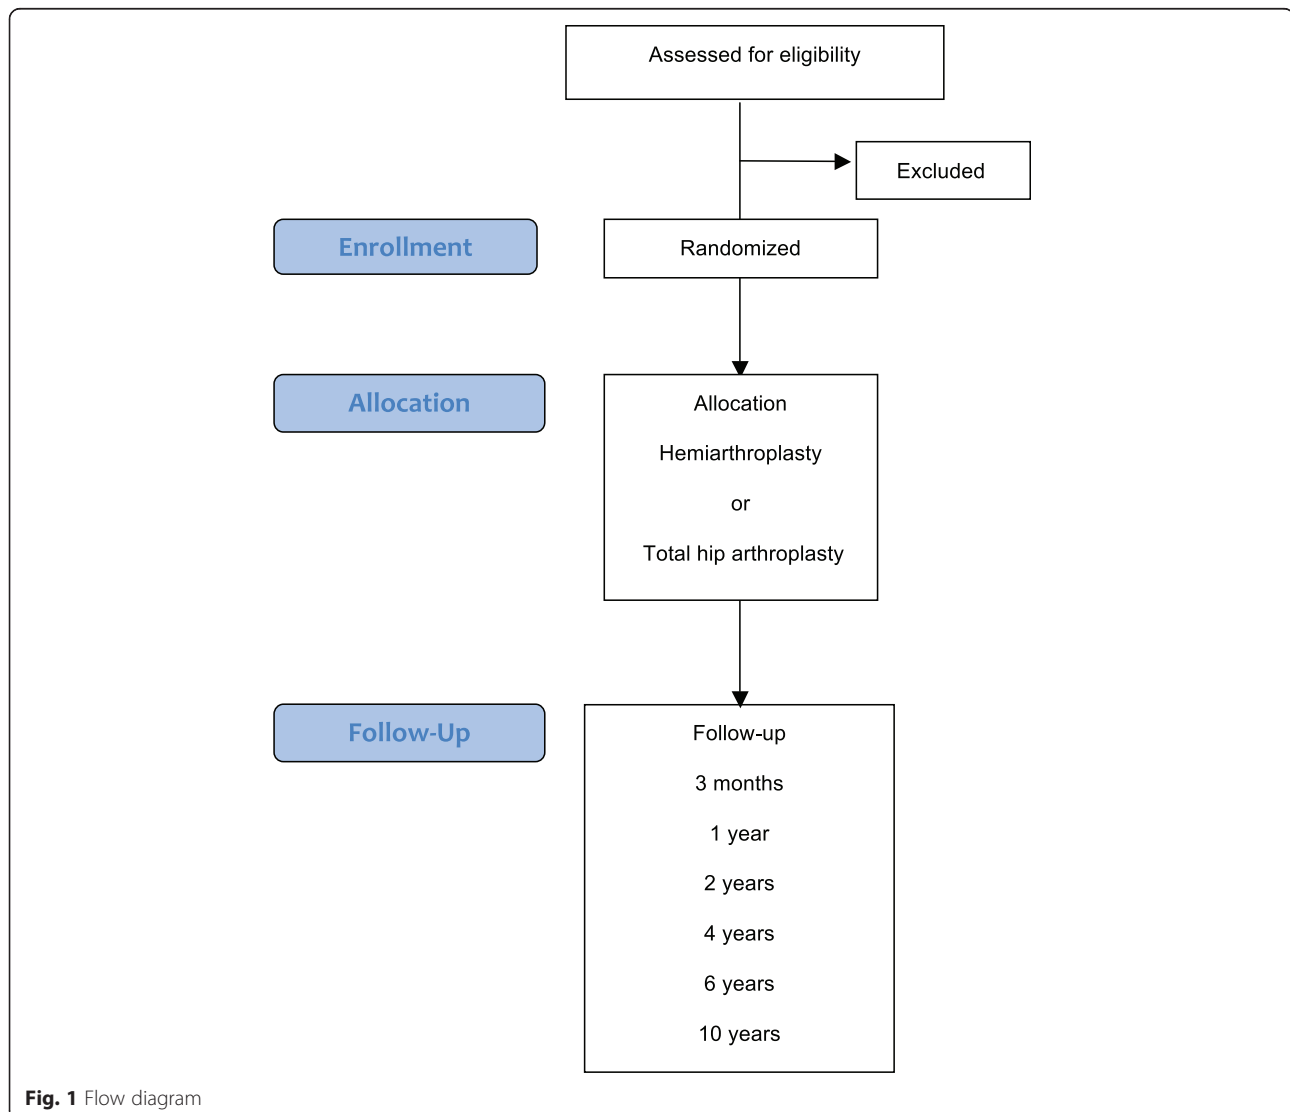 Assessed for eligibility
Excluded
Enrollment
Randomized
Allocation
Allocation
Hemiarthroplasty
or
Total hip arthroplasty
Follow-Up
Follow-up
3 months
1 year
2 years
4 years
6 years
10 years
Fig. 1 Flow diagram